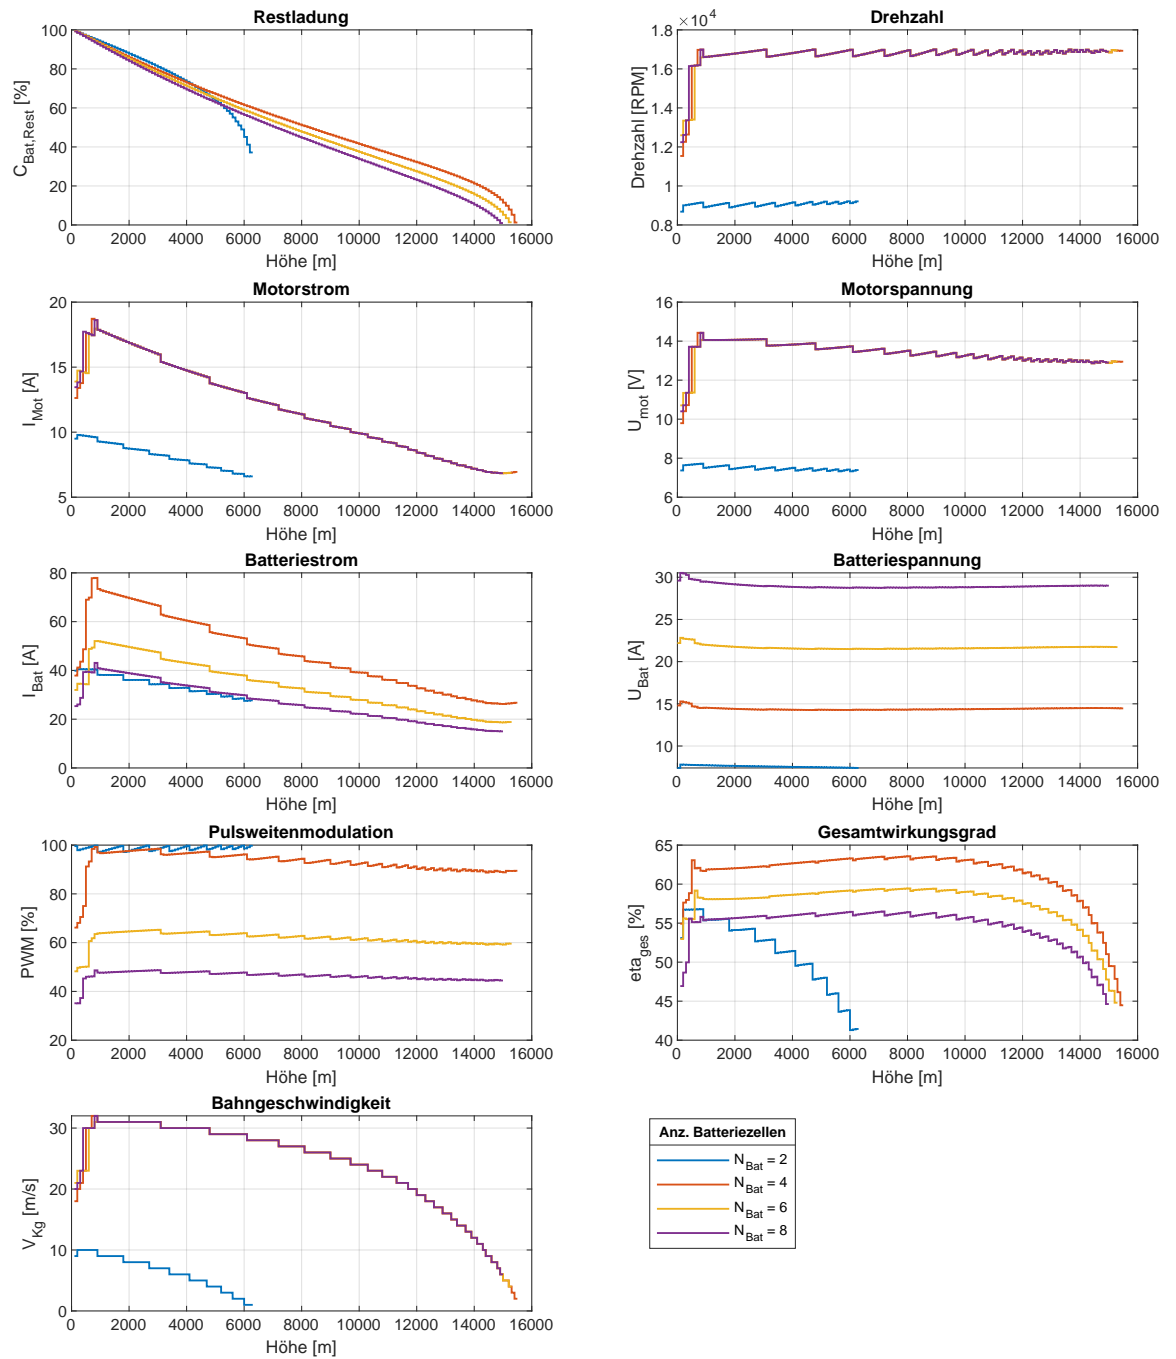 Restladung
C_Bat,Rest [%]
100
80
60
40
20
0
0 2000 4000 6000 8000 10000 12000 14000 16000
Höhe [m]
Drehzahl
×10^4
Drehzahl [RPM]
1.8
1.6
1.4
1.2
1
0.8
0 2000 4000 6000 8000 10000 12000 14000 16000
Höhe [m]
Motorstrom
I_Mot [A]
20
15
10
5
0 2000 4000 6000 8000 10000 12000 14000 16000
Höhe [m]
Motorspannung
U_mot [V]
16
14
12
10
8
6
0 2000 4000 6000 8000 10000 12000 14000 16000
Höhe [m]
Batteriestrom
I_Bat [A]
80
60
40
20
0
0 2000 4000 6000 8000 10000 12000 14000 16000
Höhe [m]
Batteriespannung
U_Bat [A]
30
25
20
15
10
0 2000 4000 6000 8000 10000 12000 14000 16000
Höhe [m]
Pulsweitenmodulation
PWM [%]
100
80
60
40
20
0 2000 4000 6000 8000 10000 12000 14000 16000
Höhe [m]
Gesamtwirkungsgrad
eta_ges [%]
65
60
55
50
45
40
0 2000 4000 6000 8000 10000 12000 14000 16000
Höhe [m]
Bahngeschwindigkeit
V_Kg [m/s]
30
20
10
0
0 2000 4000 6000 8000 10000 12000 14000 16000
Höhe [m]
Anz. Batteriezellen
N_Bat = 2
N_Bat = 4
N_Bat = 6
N_Bat = 8